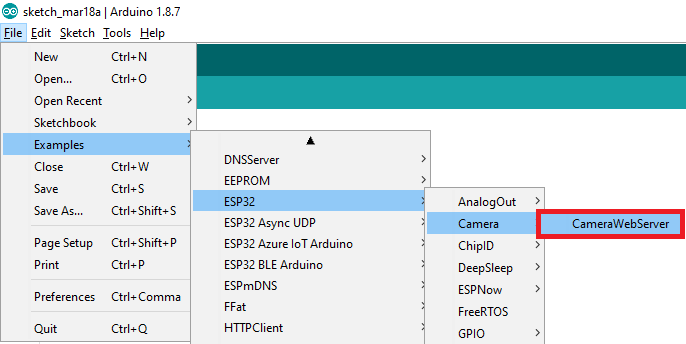 sketch_mar18a | Arduino 1.8.7
File Edit Sketch Tools Help
New Ctrl+N
Open... Ctrl+O
Open Recent
Sketchbook
Examples
Close Ctrl+W
Save Ctrl+S
Save As... Ctrl+Shift+S
Page Setup Ctrl+Shift+P
Print Ctrl+P
Preferences Ctrl+Comma
Quit Ctrl+Q
DNSServer
EEPROM
ESP32
ESP32 Async UDP
ESP32 Azure IoT Arduino
ESP32 BLE Arduino
ESPmDNS
FFat
HTTPClient
AnalogOut
Camera
ChipID
DeepSleep
ESPNow
FreeRTOS
GPIO
CameraWebServer